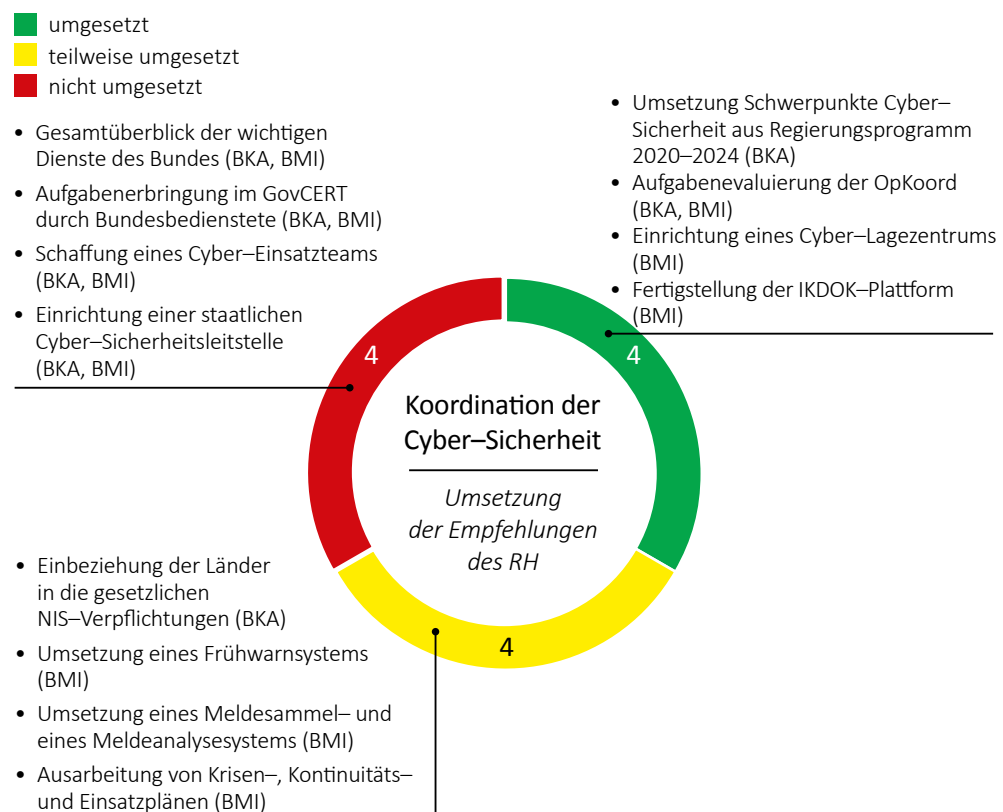 umgesetzt
teilweise umgesetzt
nicht umgesetzt
• Gesamtüberblick der wichtigen
Dienste des Bundes (BKA, BMI)
• Aufgabenerbringung im GovCERT
durch Bundesbedienstete (BKA, BMI)
• Schaffung eines Cyber–Einsatzteams
(BKA, BMI)
• Einrichtung einer staatlichen
Cyber–Sicherheitsleitstelle
(BKA, BMI)
• Umsetzung Schwerpunkte Cyber–
Sicherheit aus Regierungsprogramm
2020–2024 (BKA)
• Aufgabenevaluierung der OpKoord
(BKA, BMI)
• Einrichtung eines Cyber–Lagezentrums
(BMI)
• Fertigstellung der IKDOK–Plattform
(BMI)
4
4
Koordination der
Cyber–Sicherheit
Umsetzung
der Empfehlungen
des RH
4
• Einbeziehung der Länder
in die gesetzlichen
NIS–Verpflichtungen (BKA)
• Umsetzung eines Frühwarnsystems
(BMI)
• Umsetzung eines Meldesammel– und
eines Meldeanalysesystems (BMI)
• Ausarbeitung von Krisen–, Kontinuitäts–
und Einsatzplänen (BMI)